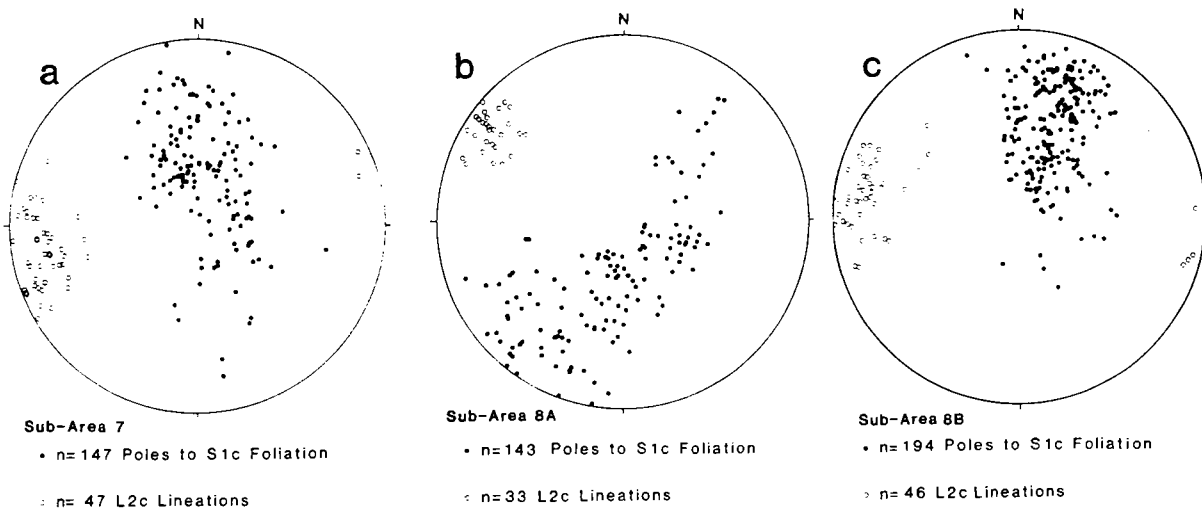 a
N
Sub-Area 7
• n=147 Poles to S1c Foliation
n= 47 L2c Lineations
b
N
Sub-Area 8A
• n=143 Poles to S1c Foliation
n=33 L2c Lineations
c
N
Sub-Area 8B
• n=194 Poles to S1c Foliation
n=46 L2c Lineations